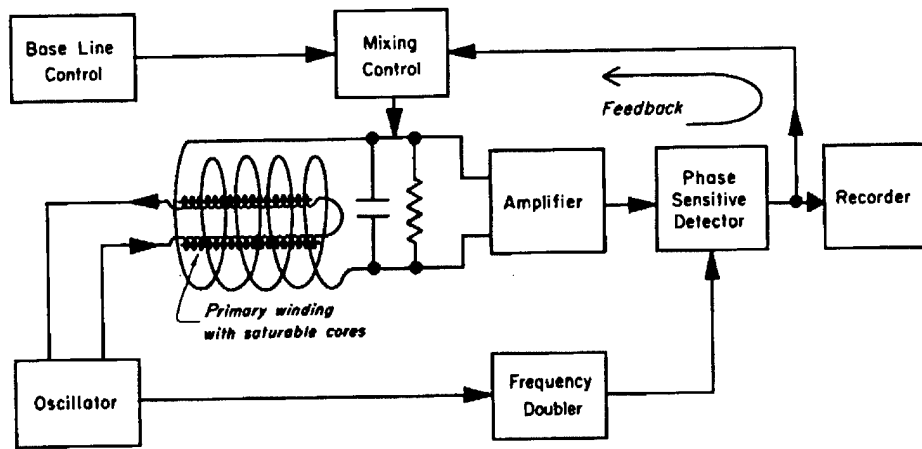 Base Line
Control
Mixing
Control
Feedback
Amplifier
Phase
Sensitive
Detector
Recorder
Primary winding
with saturable cores
Oscillator
Frequency
Doubler